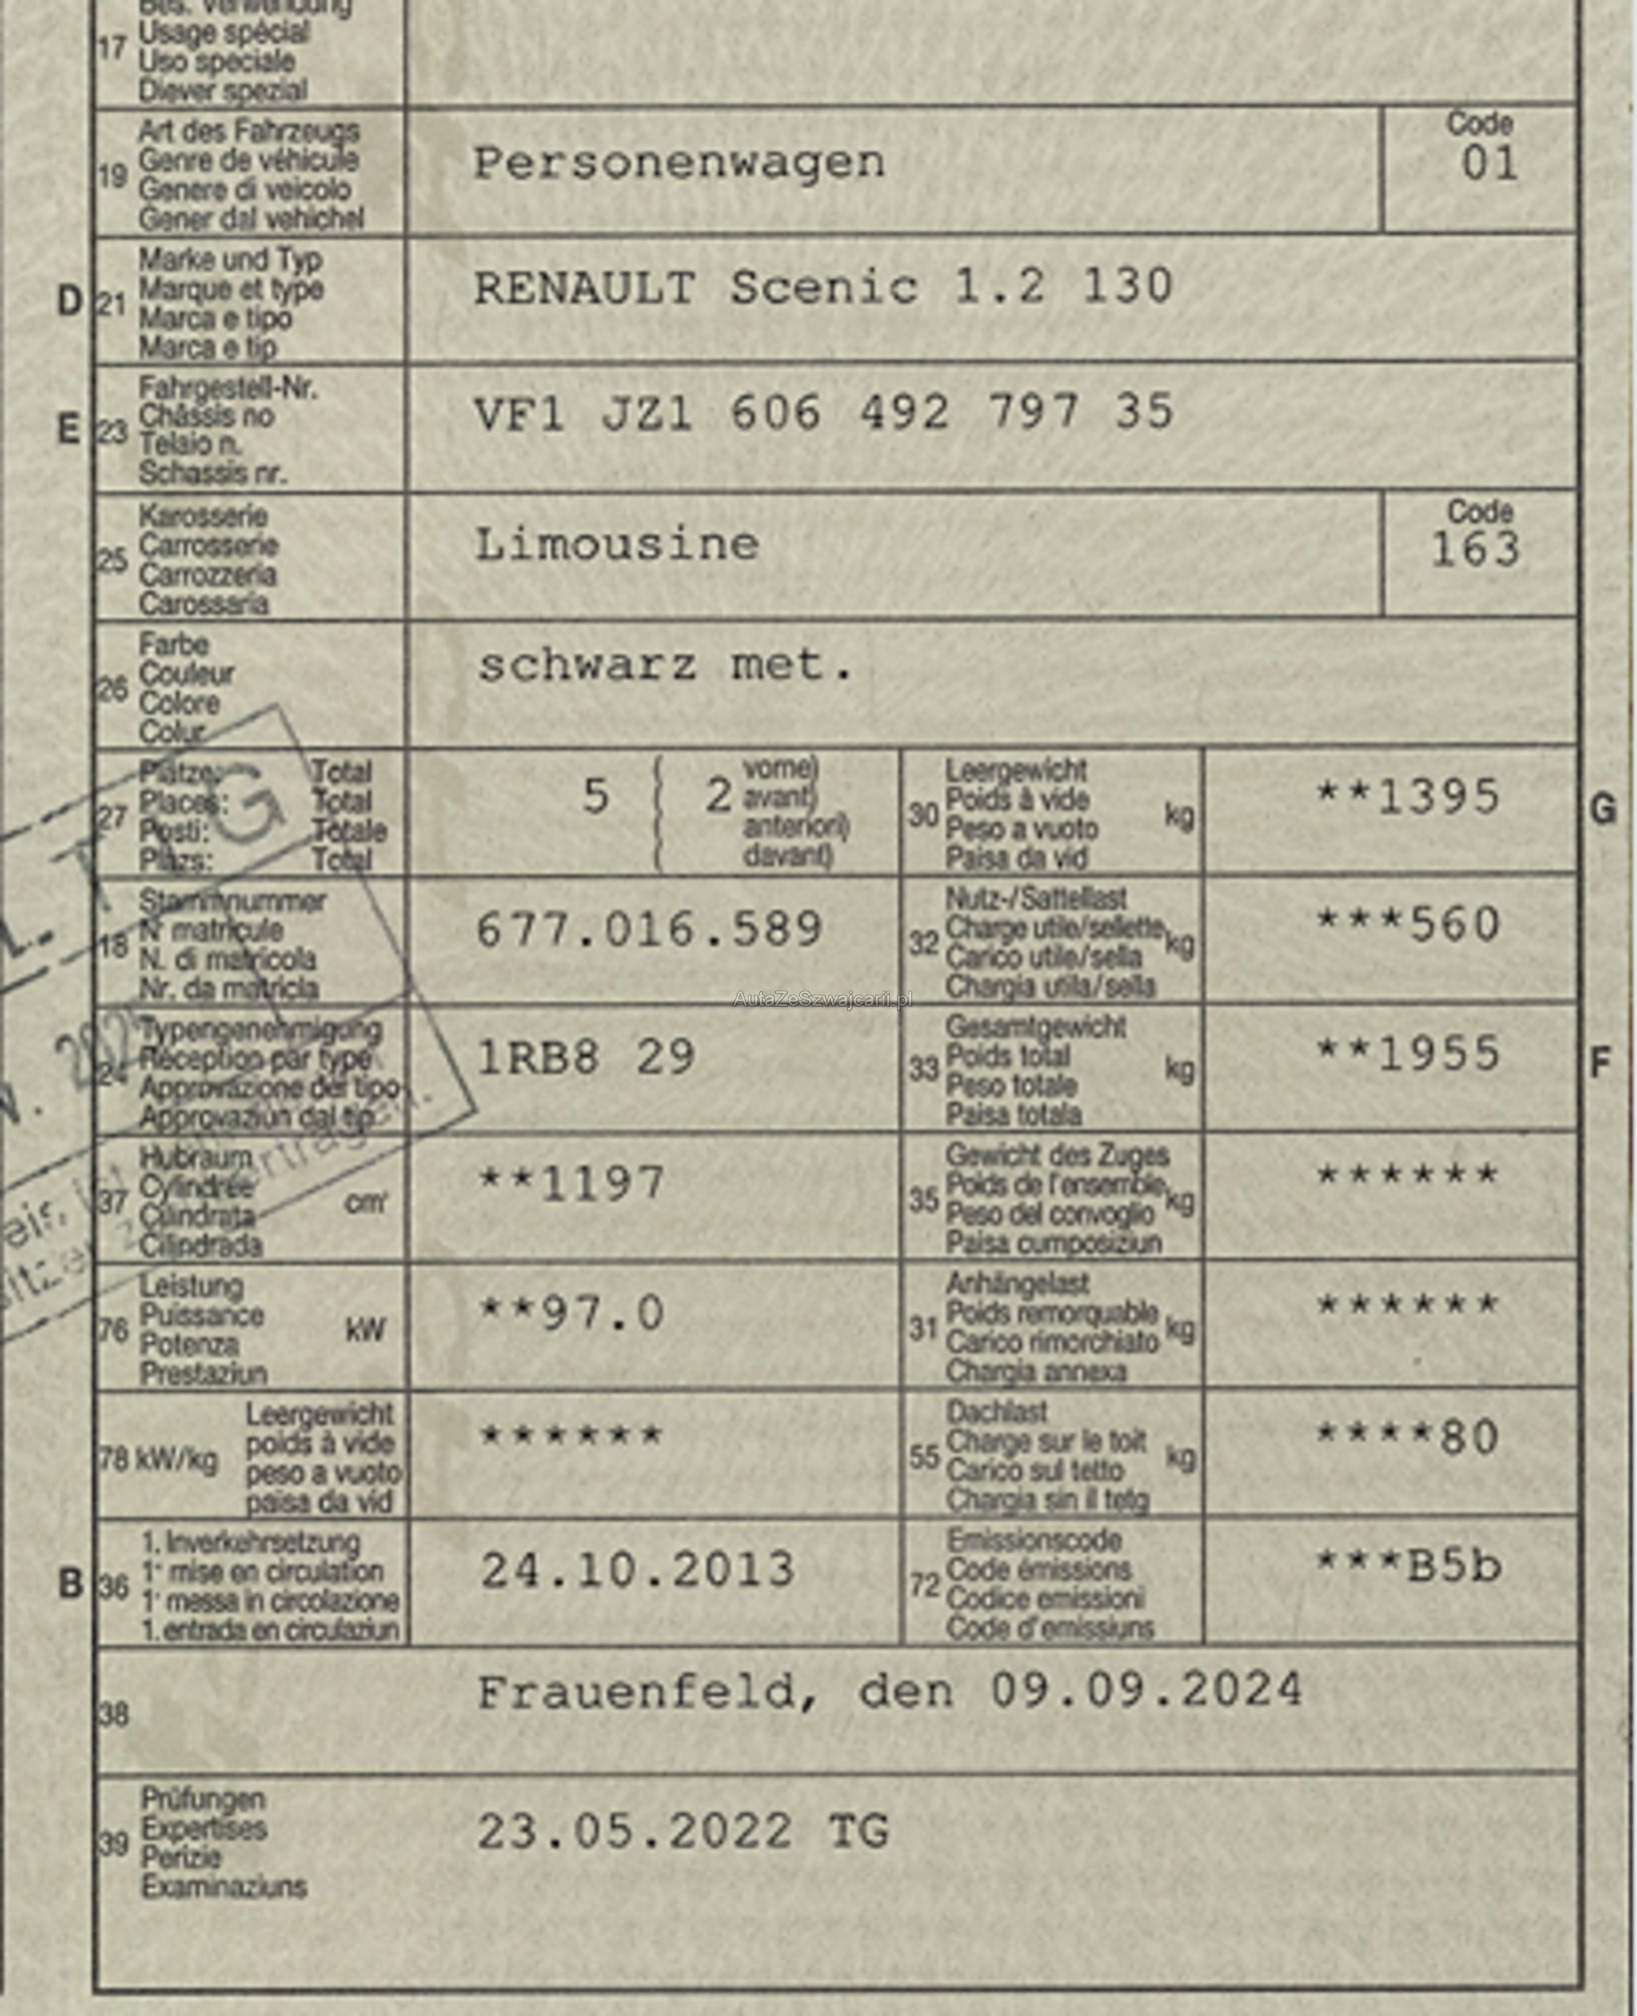 Bes. Verwendung
17 Usage spécial
Uso speciale
Diever spezial
Art des Fahrzeugs
19 Genre de véhicule
Genere di veicolo
Gener dal vehichel
Personenwagen
Code
01
D 21 Marke und Typ
Marque et type
Marca e tipo
Marca e tip
RENAULT Scenic 1.2 130
E 23 Fahrgestell-Nr.
Châssis no
Telaio n.
Schassis nr.
VF1 JZ1 606 492 797 35
25 Karosserie
Carrosserie
Carrozzeria
Carossaria
Limousine
Code
163
26 Farbe
Couleur
Colore
Colur
schwarz met.
27 Plätze: Total
Places: Total
Posti: Totale
Plazs: Total
5 { 2 vorne)
avant)
anteriori)
davant)
30 Leergewicht
Poids à vide kg
Peso a vuoto
Paisa da vid
**1395
G
18 Stammnummer
Nr matricule
N. di matricola
Nr. da matricla
677.016.589
32 Nutz-/Sattellast
Charge utile/sellette kg
Carico utile/sella
Chargia utila/sella
***560
AutaZeSzwajcarii.pl
24 Typengenehmigung
Réception par type
Approvazione del tipo
Approvaziun dal tip
1RB8 29
33 Gesamtgewicht
Poids total kg
Peso totale
Paisa totala
**1955
F
37 Hubraum
Cylindrée cm³
Cilindrata
Cilindrada
**1197
35 Gewicht des Zuges
Poids de l'ensemble kg
Peso del convoglio
Paisa cumposiziun
******
76 Leistung
Puissance kW
Potenza
Prestaziun
**97.0
31 Anhängelast
Poids remorquable kg
Carico rimorchiato
Chargia annexa
******
78 kW/kg Leergewicht
poids à vide
peso a vuoto
paisa da vid
******
55 Dachlast
Charge sur le toit kg
Carico sul tetto
Chargia sin il tetg
****80
B 36 1. Inverkehrsetzung
1re mise en circulation
1a messa in circolazione
1. entrada en circulaziun
24.10.2013
72 Emissionscode
Code émissions
Codice emissioni
Code d'emissiuns
***B5b
38 Frauenfeld, den 09.09.2024
39 Prüfungen
Expertises
Perizie
Examinaziuns
23.05.2022 TG